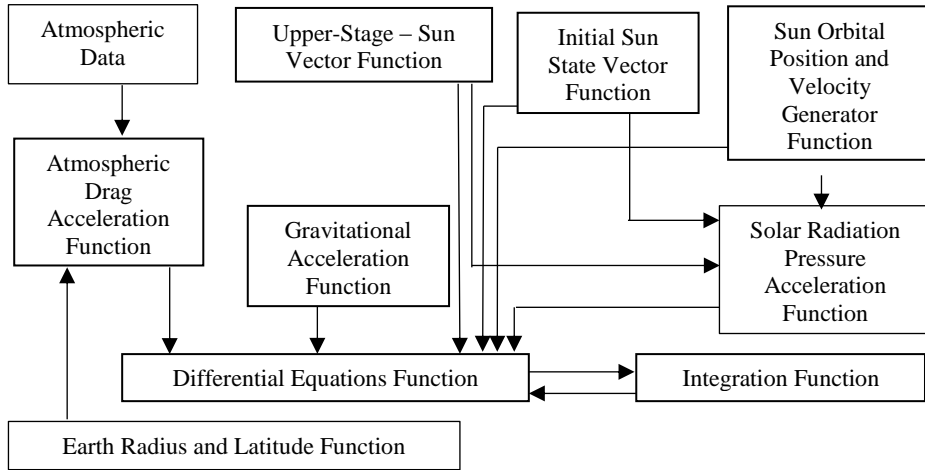 Atmospheric
Data
Upper-Stage – Sun
Vector Function
Initial Sun
State Vector
Function
Sun Orbital
Position and
Velocity
Generator
Function
Atmospheric
Drag
Acceleration
Function
Gravitational
Acceleration
Function
Solar Radiation
Pressure
Acceleration
Function
Differential Equations Function
Integration Function
Earth Radius and Latitude Function